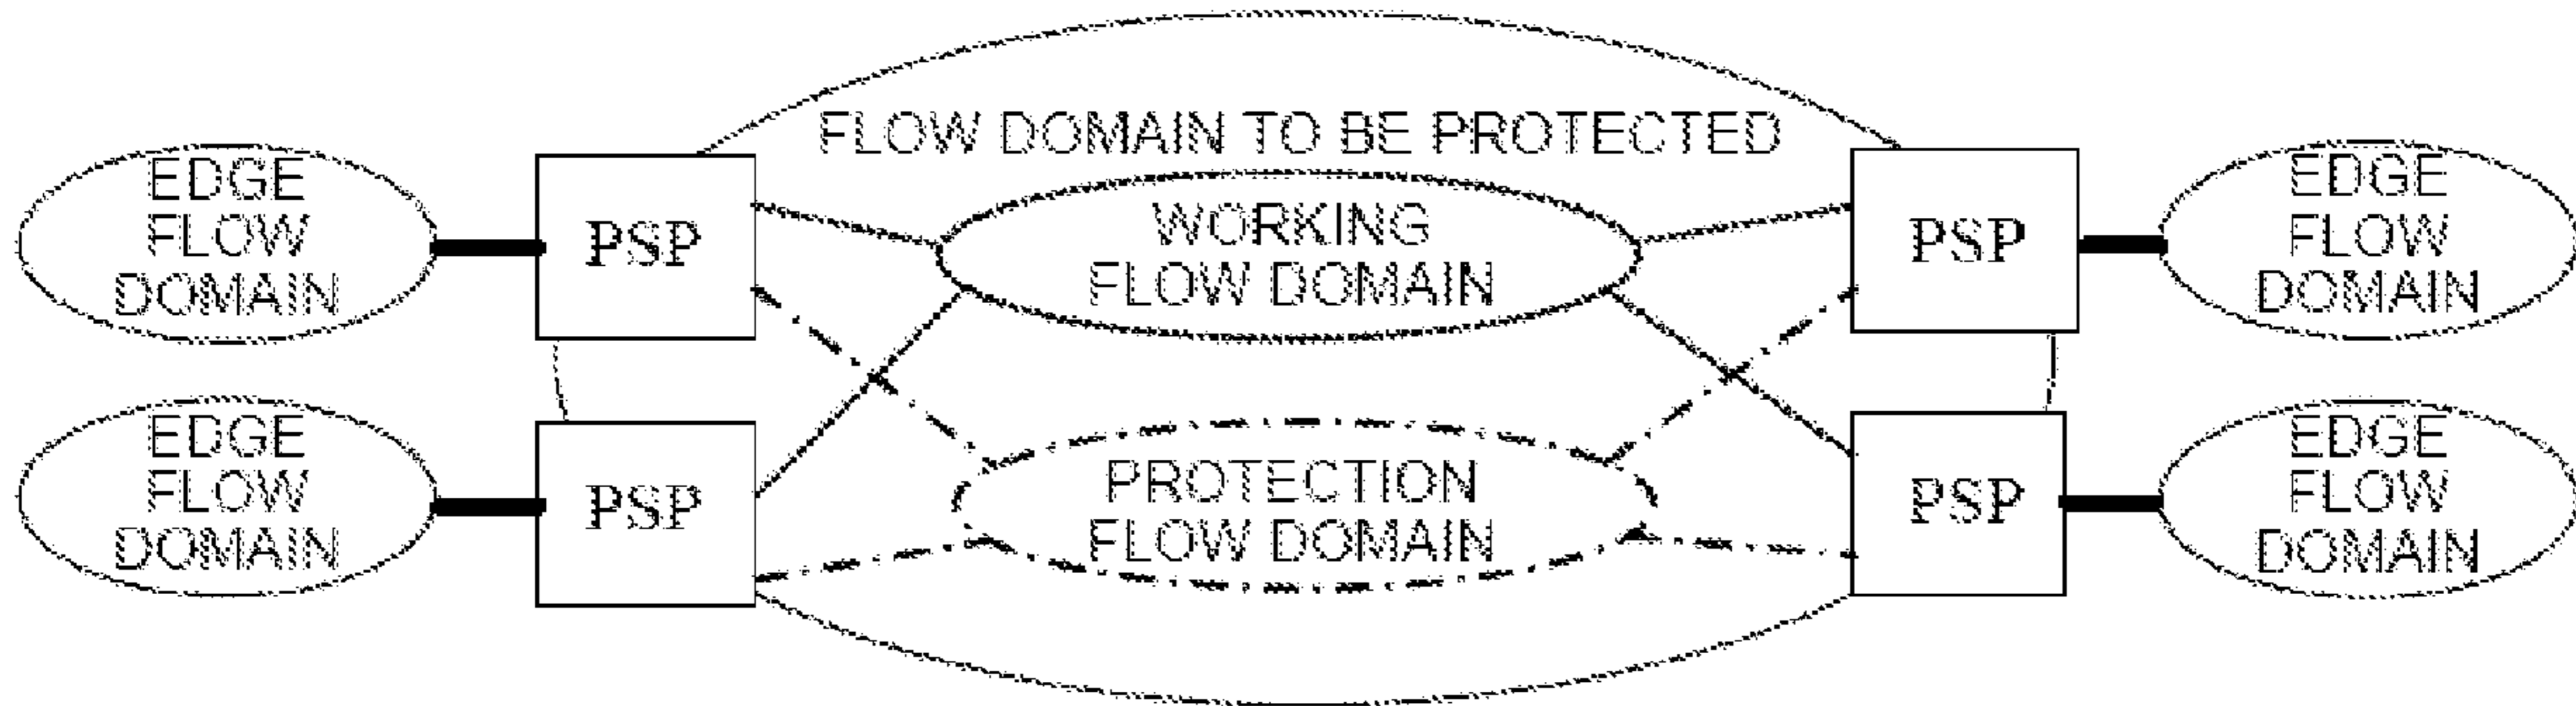 FLOW DOMAIN TO BE PROTECTED
EDGE
FLOW
DOMAIN
PSP
WORKING
FLOW DOMAIN
PSP
EDGE
FLOW
DOMAIN
EDGE
FLOW
DOMAIN
PSP
PROTECTION
FLOW DOMAIN
PSP
EDGE
FLOW
DOMAIN